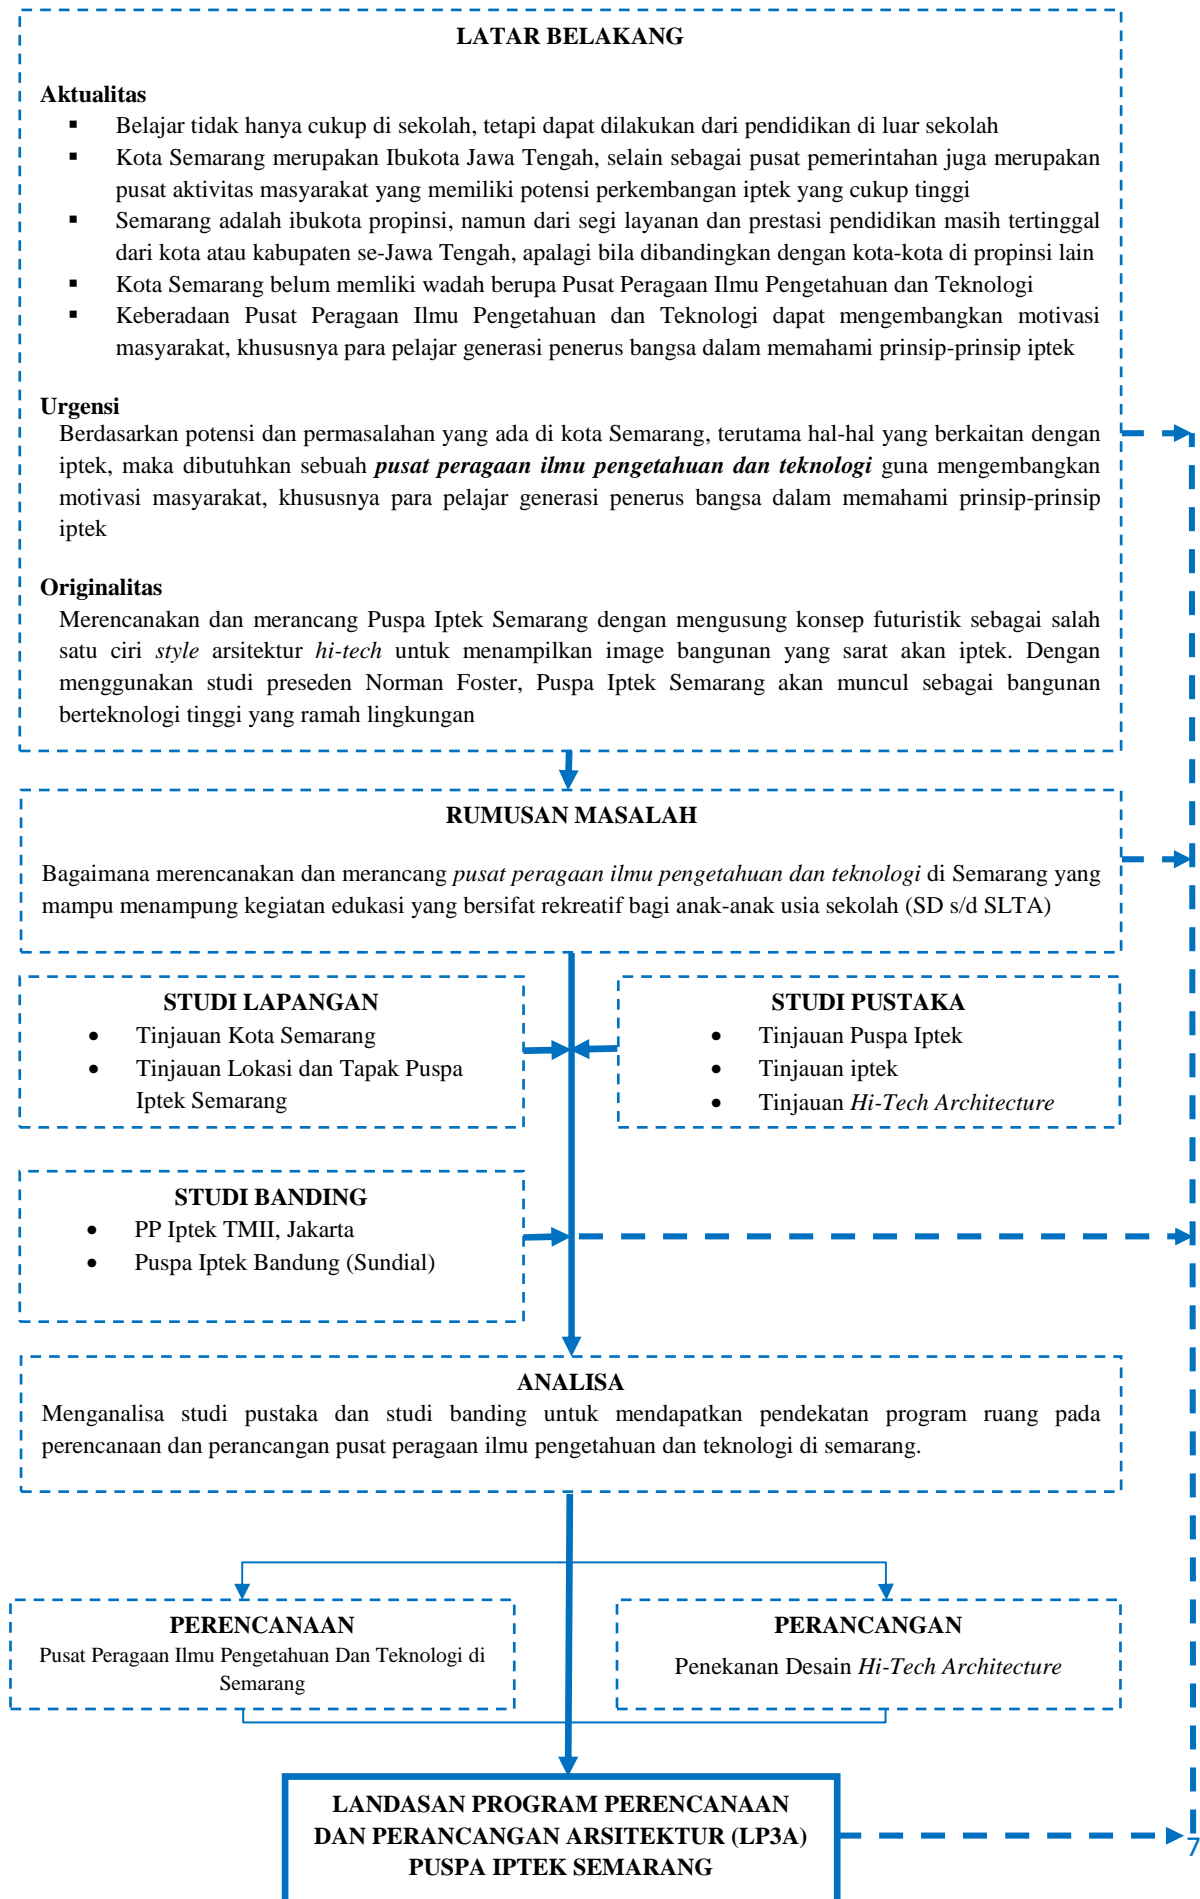 LATAR BELAKANG
Aktualitas
▪ Belajar tidak hanya cukup di sekolah, tetapi dapat dilakukan dari pendidikan di luar sekolah
▪ Kota Semarang merupakan Ibukota Jawa Tengah, selain sebagai pusat pemerintahan juga merupakan
pusat aktivitas masyarakat yang memiliki potensi perkembangan iptek yang cukup tinggi
▪ Semarang adalah ibukota propinsi, namun dari segi layanan dan prestasi pendidikan masih tertinggal
dari kota atau kabupaten se-Jawa Tengah, apalagi bila dibandingkan dengan kota-kota di propinsi lain
▪ Kota Semarang belum memliki wadah berupa Pusat Peragaan Ilmu Pengetahuan dan Teknologi
▪ Keberadaan Pusat Peragaan Ilmu Pengetahuan dan Teknologi dapat mengembangkan motivasi
masyarakat, khususnya para pelajar generasi penerus bangsa dalam memahami prinsip-prinsip iptek
Urgensi
Berdasarkan potensi dan permasalahan yang ada di kota Semarang, terutama hal-hal yang berkaitan dengan
iptek, maka dibutuhkan sebuah pusat peragaan ilmu pengetahuan dan teknologi guna mengembangkan
motivasi masyarakat, khususnya para pelajar generasi penerus bangsa dalam memahami prinsip-prinsip
iptek
Originalitas
Merencanakan dan merancang Puspa Iptek Semarang dengan mengusung konsep futuristik sebagai salah
satu ciri style arsitektur hi-tech untuk menampilkan image bangunan yang sarat akan iptek. Dengan
menggunakan studi preseden Norman Foster, Puspa Iptek Semarang akan muncul sebagai bangunan
berteknologi tinggi yang ramah lingkungan
RUMUSAN MASALAH
Bagaimana merencanakan dan merancang pusat peragaan ilmu pengetahuan dan teknologi di Semarang yang
mampu menampung kegiatan edukasi yang bersifat rekreatif bagi anak-anak usia sekolah (SD s/d SLTA)
STUDI LAPANGAN
• Tinjauan Kota Semarang
• Tinjauan Lokasi dan Tapak Puspa
Iptek Semarang
STUDI PUSTAKA
• Tinjauan Puspa Iptek
• Tinjauan iptek
• Tinjauan Hi-Tech Architecture
STUDI BANDING
• PP Iptek TMII, Jakarta
• Puspa Iptek Bandung (Sundial)
ANALISA
Menganalisa studi pustaka dan studi banding untuk mendapatkan pendekatan program ruang pada
perencanaan dan perancangan pusat peragaan ilmu pengetahuan dan teknologi di semarang.
PERENCANAAN
Pusat Peragaan Ilmu Pengetahuan Dan Teknologi di
Semarang
PERANCANGAN
Penekanan Desain Hi-Tech Architecture
LANDASAN PROGRAM PERENCANAAN
DAN PERANCANGAN ARSITEKTUR (LP3A)
PUSPA IPTEK SEMARANG
7